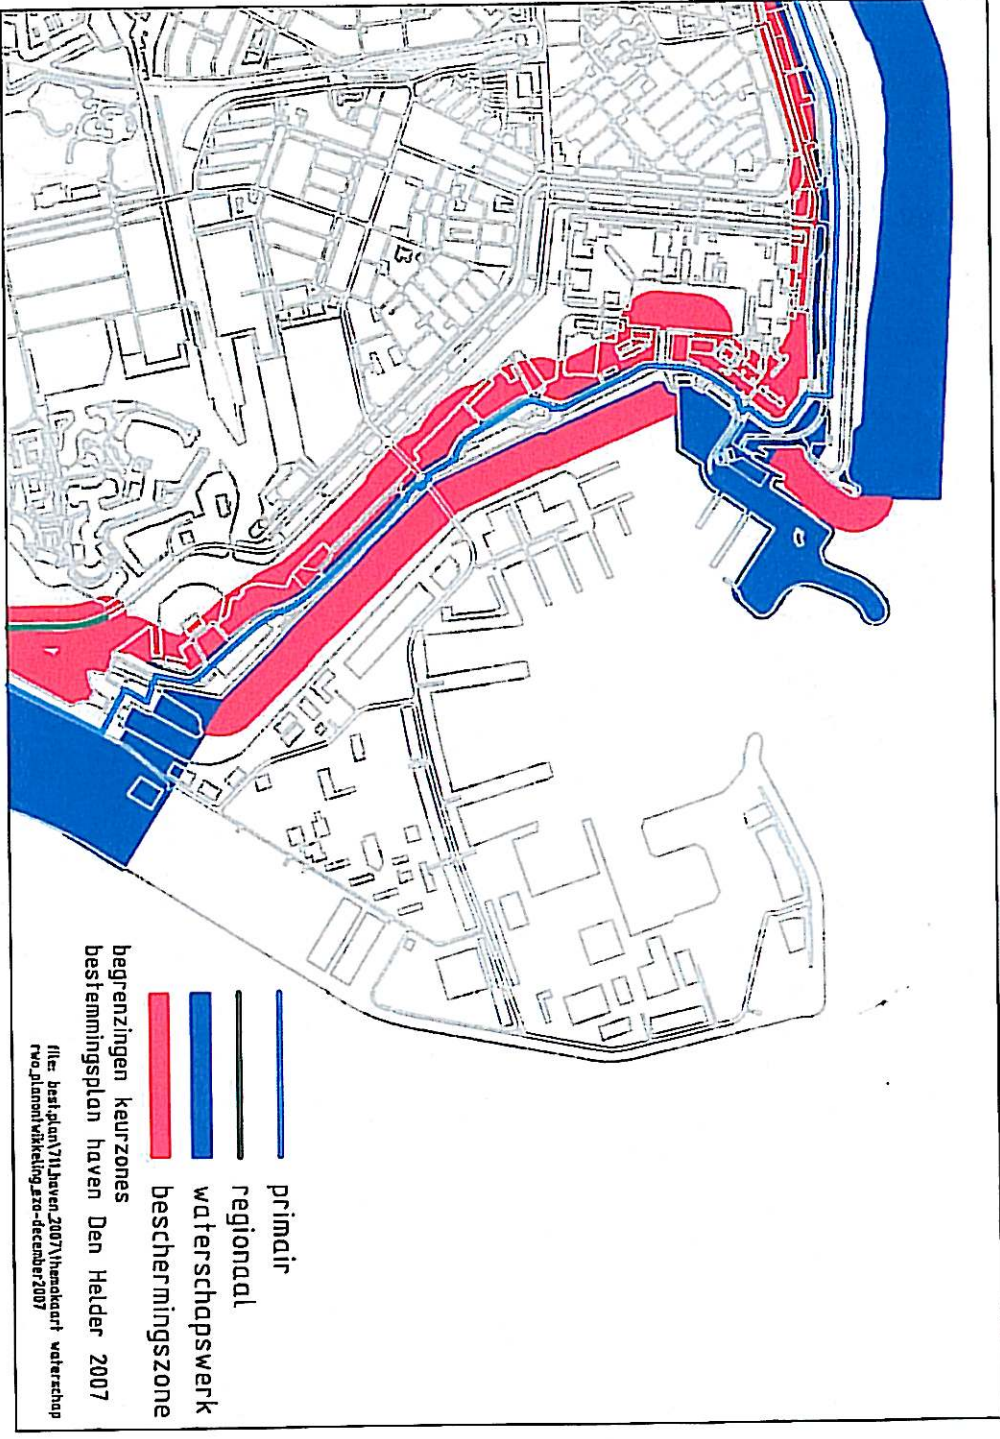 primair
regionaal
waterschapswerk
beschermingszone
begrenzingen keurzones
bestemmingsplan haven Den Helder 2007
file: best.plan\711_haven_2007\themakaart waterschap
rwo_planontwikkeling_ezo-december2007